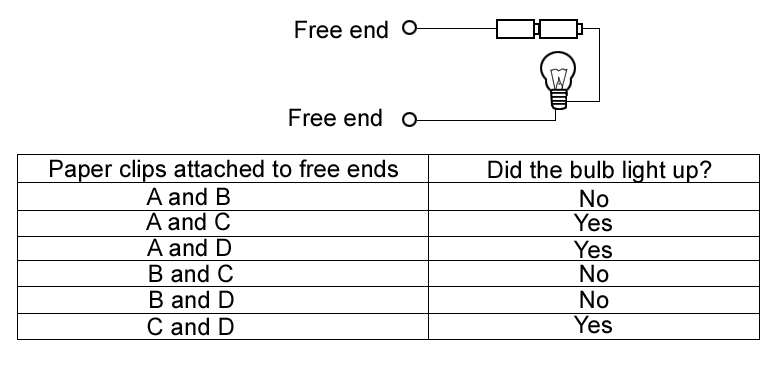 Free end
Free end
Paper clips attached to free ends Did the bulb light up?
A and B No
A and C Yes
A and D Yes
B and C No
B and D No
C and D Yes